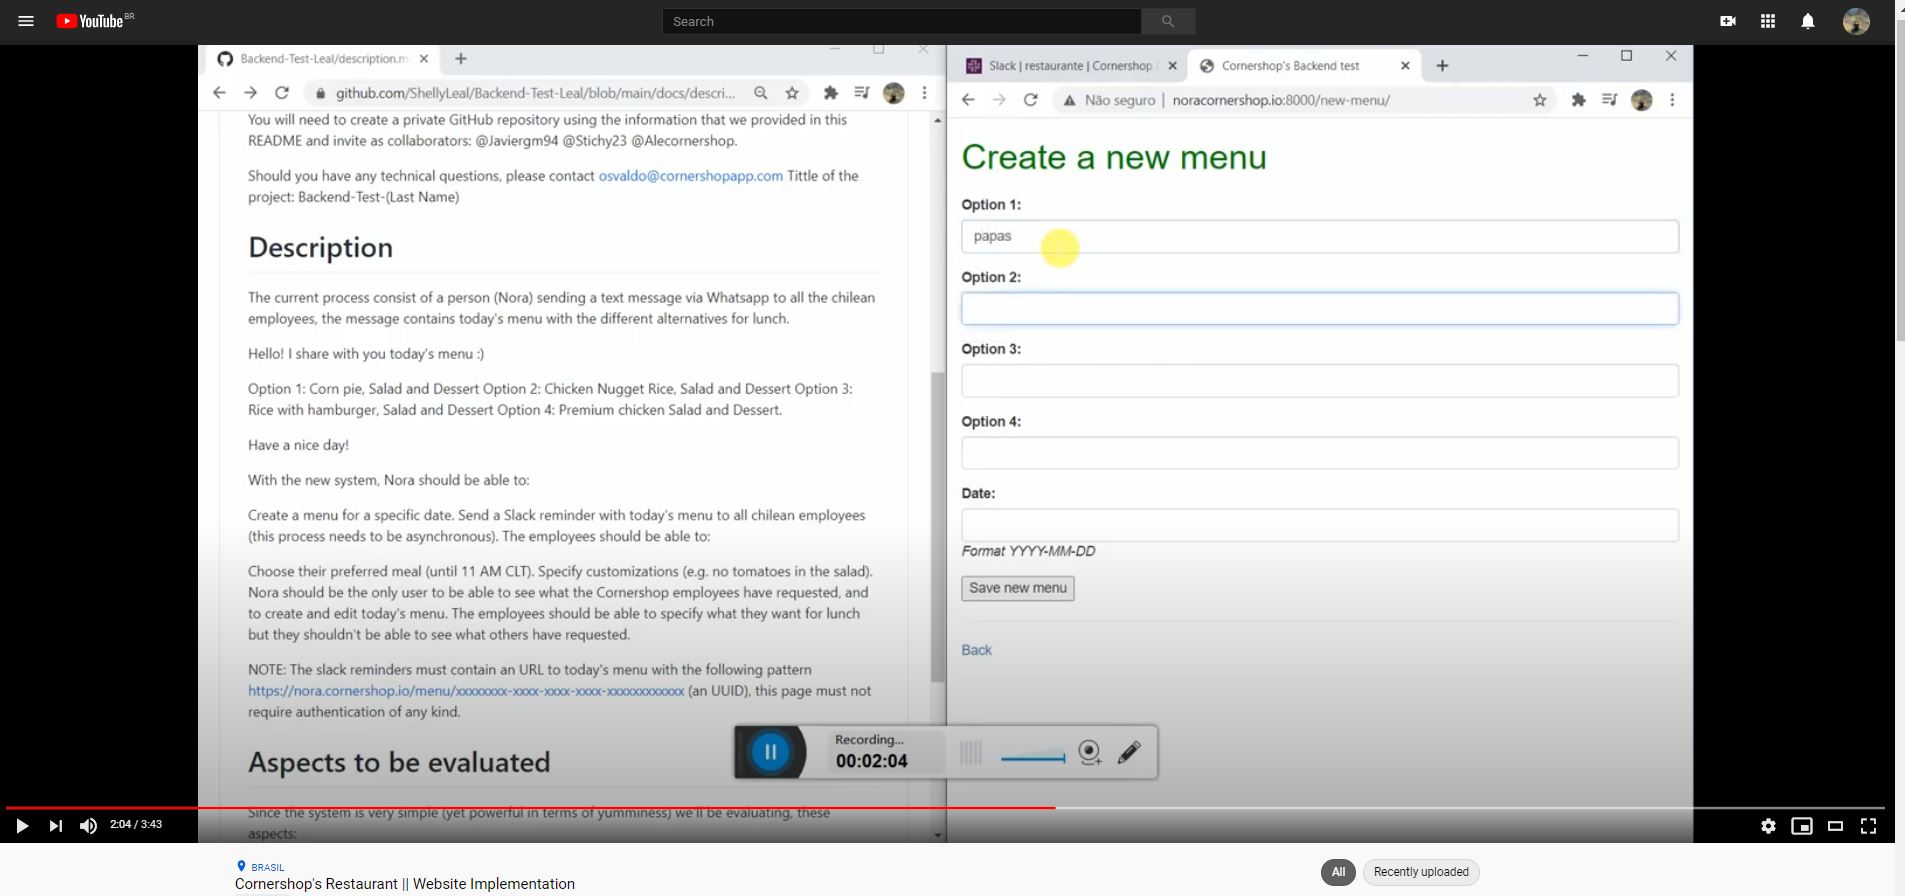 YouTube BR
Search
Backend-Test-Leal/description.m
github.com/ShellyLeal/Backend-Test-Leal/blob/main/docs/descri...
You will need to create a private GitHub repository using the information that we provided in this
README and invite as collaborators: @Javiergm94 @Stichy23 @Alecornershop.
Should you have any technical questions, please contact osvaldo@cornershopapp.com Tittle of the
project: Backend-Test-(Last Name)
Description
The current process consist of a person (Nora) sending a text message via Whatsapp to all the chilean
employees, the message contains today's menu with the different alternatives for lunch.
Hello! I share with you today's menu :)
Option 1: Corn pie, Salad and Dessert Option 2: Chicken Nugget Rice, Salad and Dessert Option 3:
Rice with hamburger, Salad and Dessert Option 4: Premium chicken Salad and Dessert.
Have a nice day!
With the new system, Nora should be able to:
Create a menu for a specific date. Send a Slack reminder with today's menu to all chilean employees
(this process needs to be asynchronous). The employees should be able to:
Choose their preferred meal (until 11 AM CLT). Specify customizations (e.g. no tomatoes in the salad).
Nora should be the only user to be able to see what the Cornershop employees have requested, and
to create and edit today's menu. The employees should be able to specify what they want for lunch
but they shouldn't be able to see what others have requested.
NOTE: The slack reminders must contain an URL to today's menu with the following pattern
https://nora.cornershop.io/menu/xxxxxxxx-xxxx-xxxx-xxxx-xxxxxxxxxxxx (an UUID), this page must not
require authentication of any kind.
Aspects to be evaluated
Since the system is very simple (yet powerful in terms of yumminess) we'll be evaluating, these
aspects:
Slack | restaurante | Cornershop
Cornershop's Backend test
Não seguro | noracornershop.io:8000/new-menu/
Create a new menu
Option 1:
papas
Option 2:
Option 3:
Option 4:
Date:
Format YYYY-MM-DD
Save new menu
Back
Recording...
00:02:04
2:04 / 3:43
BRASIL
Cornershop's Restaurant || Website Implementation
All
Recently uploaded